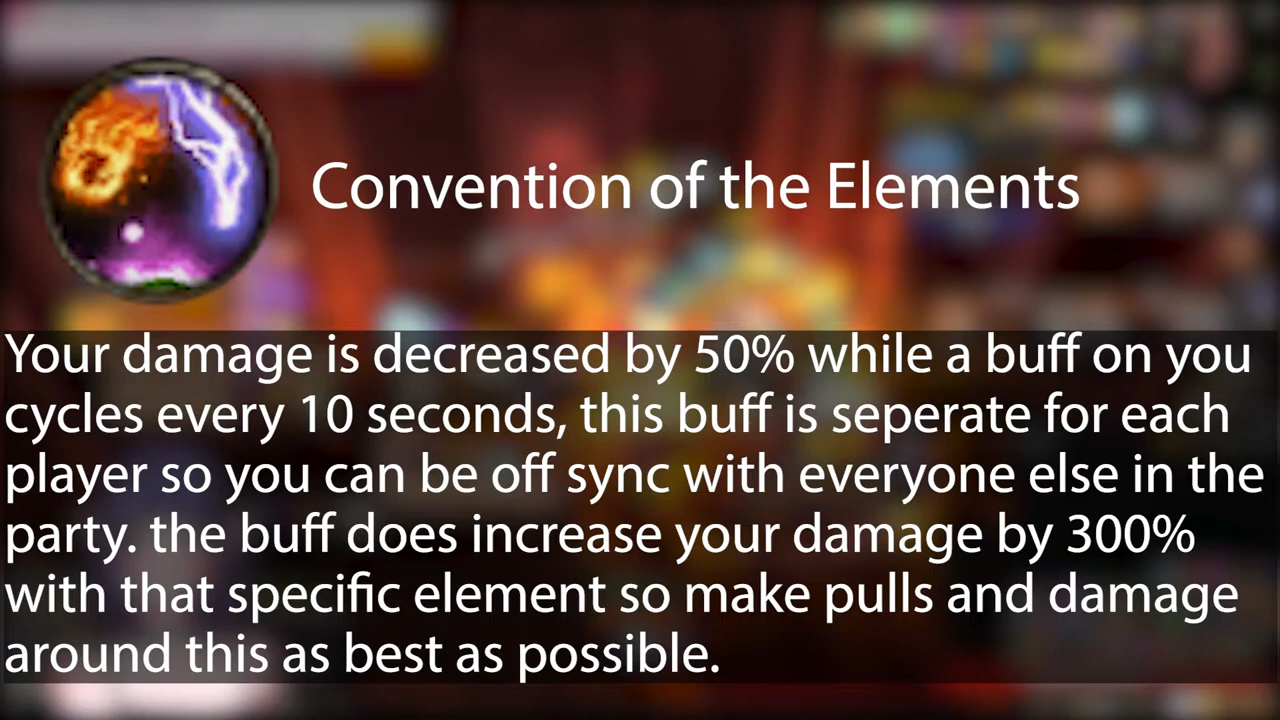 Convention of the Elements
Your damage is decreased by 50% while a buff on you
cycles every 10 seconds, this buff is seperate for each
player so you can be off sync with everyone else in the
party. the buff does increase your damage by 300%
with that specific element so make pulls and damage
around this as best as possible.